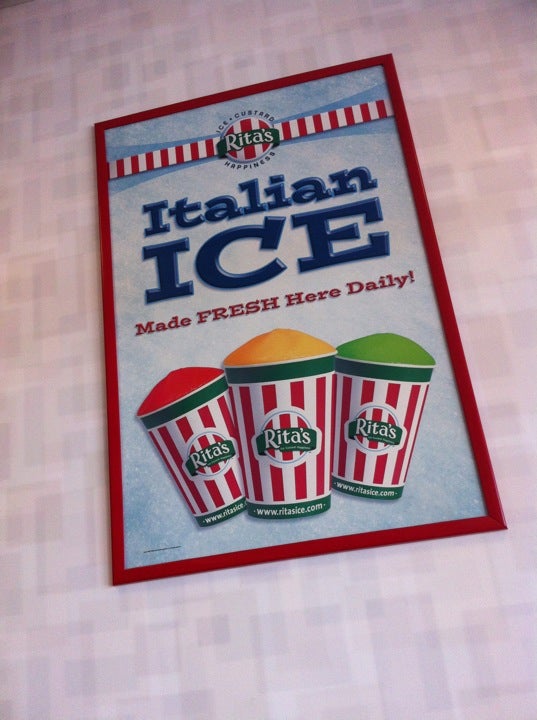 ICE • CUSTARD
Rita's
HAPPINESS
Italian
ICE
Made FRESH Here Daily!
Rita's
www.ritasice.
Rita's
• www.ritasice.com •
Rita's
• www.ritasice.com •